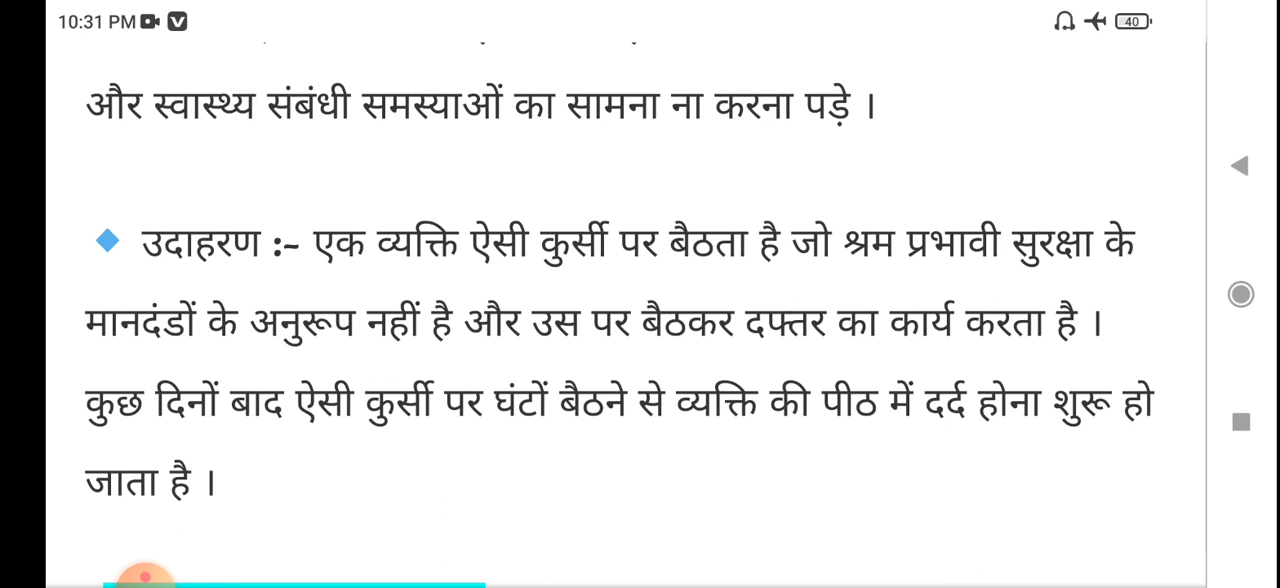 10:31 PM
40
और स्वास्थ्य संबंधी समस्याओं का सामना ना करना पड़े ।
उदाहरण :- एक व्यक्ति ऐसी कुर्सी पर बैठता है जो श्रम प्रभावी सुरक्षा के
मानदंडों के अनुरूप नहीं है और उस पर बैठकर दफ्तर का कार्य करता है ।
कुछ दिनों बाद ऐसी कुर्सी पर घंटों बैठने से व्यक्ति की पीठ में दर्द होना शुरू हो
जाता है ।